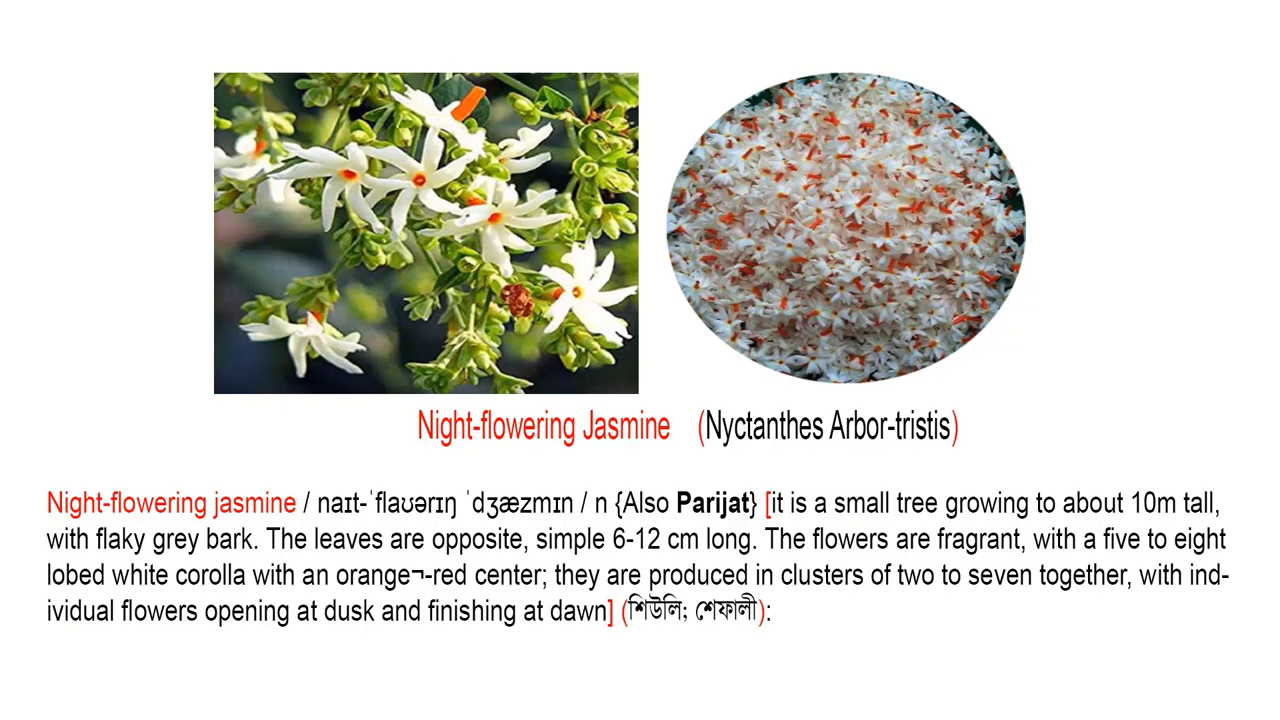 Night-flowering Jasmine (Nyctanthes Arbor-tristis)
Night-flowering jasmine / naɪt-ˈflaʊərɪŋ ˈdʒæzmɪn / n {Also Parijat} [it is a small tree growing to about 10m tall,
with flaky grey bark. The leaves are opposite, simple 6-12 cm long. The flowers are fragrant, with a five to eight
lobed white corolla with an orange¬-red center; they are produced in clusters of two to seven together, with ind-
ividual flowers opening at dusk and finishing at dawn] (শিউলি; শেফালী):